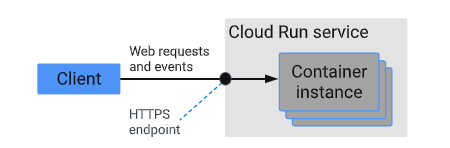 Cloud Run service
Web requests
and events
Client
Container
instance
HTTPS
endpoint